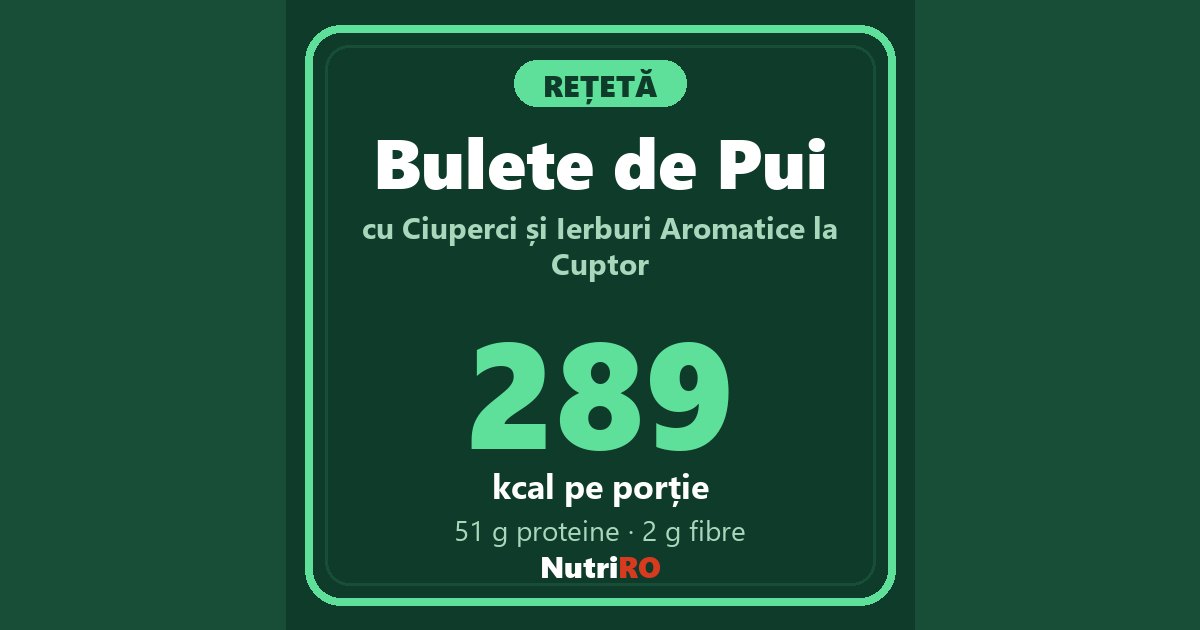 REȚETĂ
Bulete de Pui
cu Ciuperci și Ierburi Aromatice la
Cuptor
289
kcal pe porție
51 g proteine · 2 g fibre
NutriRO